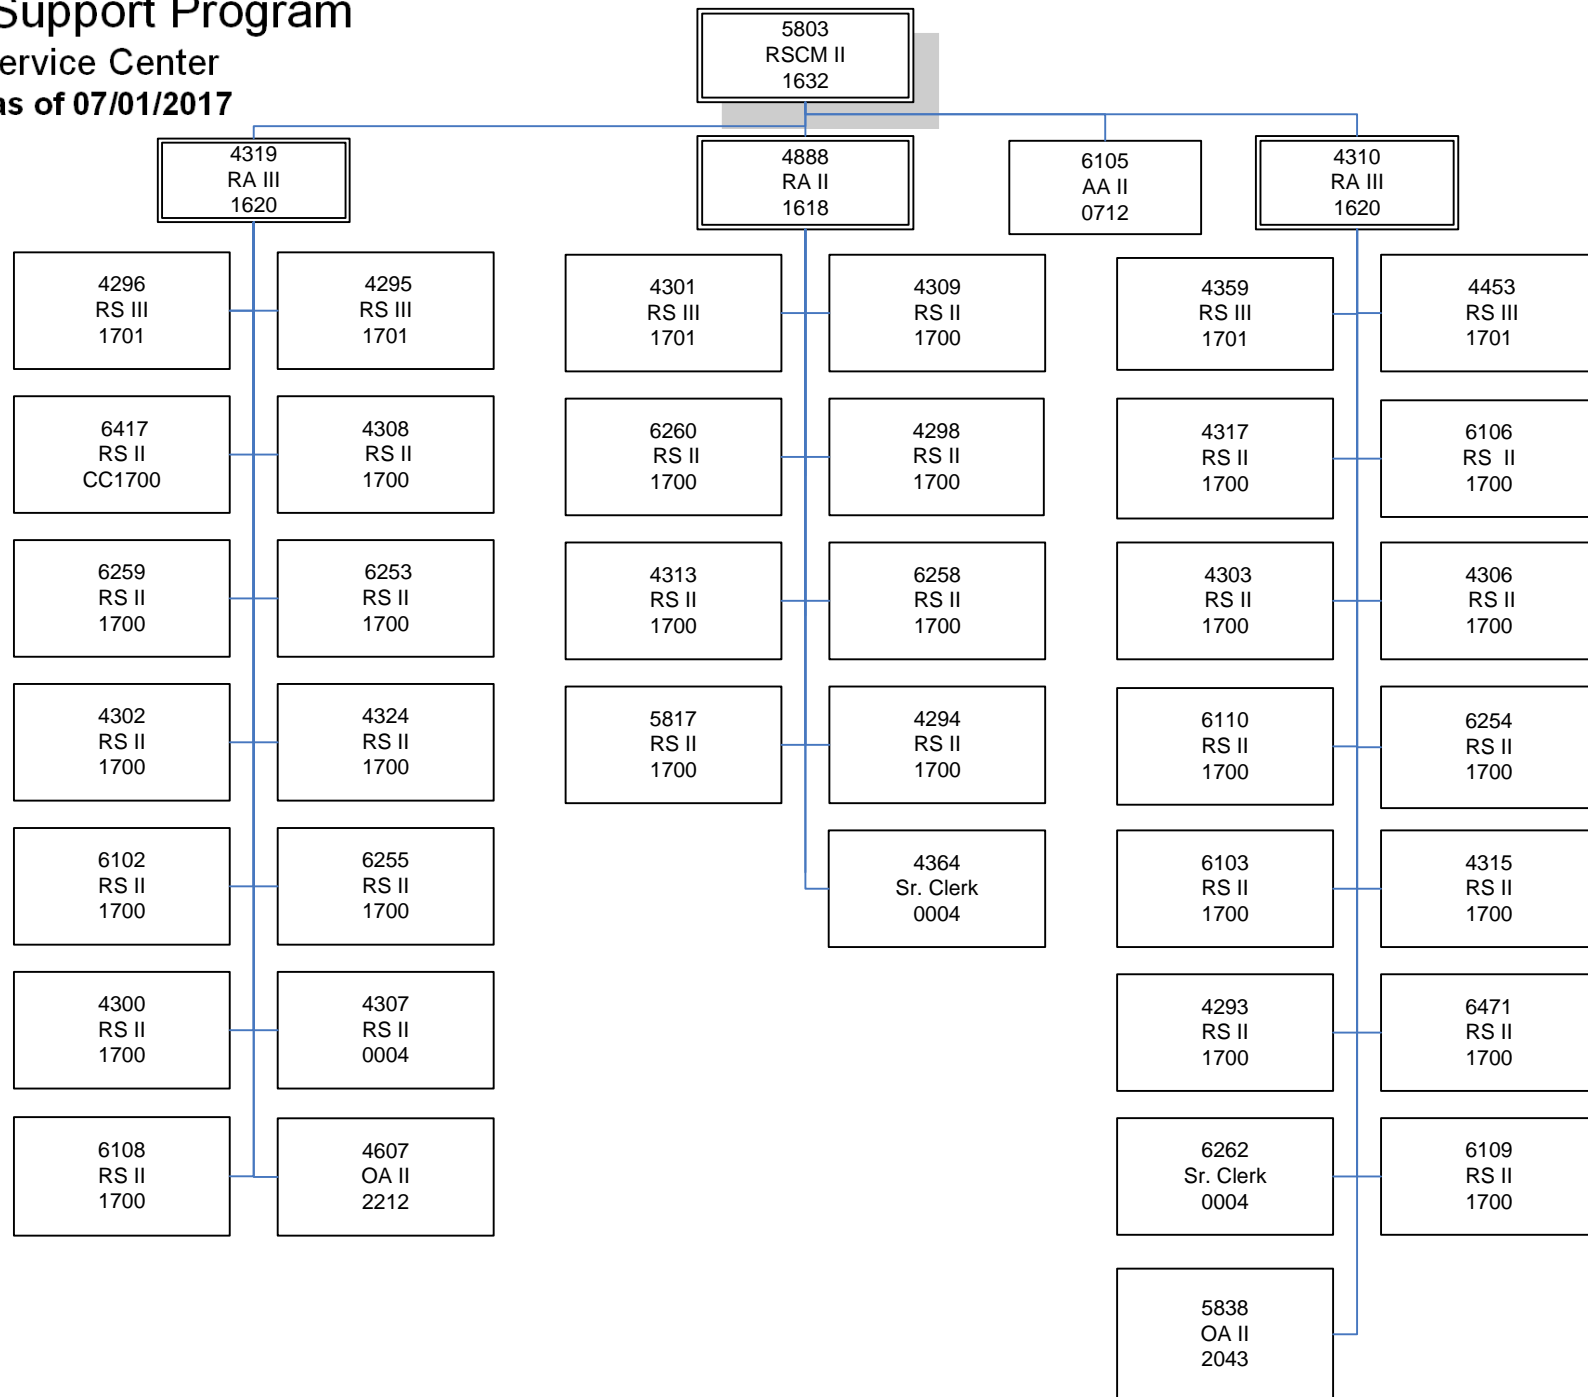 Support Program
ervice Center
as of 07/01/2017
5803
RSCM II
1632
4319
RA III
1620
4888
RA II
1618
6105
AA II
0712
4310
RA III
1620
4296
RS III
1701
4295
RS III
1701
4301
RS III
1701
4309
RS II
1700
4359
RS III
1701
4453
RS III
1701
6417
RS II
CC1700
4308
RS II
1700
6260
RS II
1700
4298
RS II
1700
4317
RS II
1700
6106
RS II
1700
6259
RS II
1700
6253
RS II
1700
4313
RS II
1700
6258
RS II
1700
4303
RS II
1700
4306
RS II
1700
4302
RS II
1700
4324
RS II
1700
5817
RS II
1700
4294
RS II
1700
6110
RS II
1700
6254
RS II
1700
6102
RS II
1700
6255
RS II
1700
4364
Sr. Clerk
0004
6103
RS II
1700
4315
RS II
1700
4300
RS II
1700
4307
RS II
0004
4293
RS II
1700
6471
RS II
1700
6108
RS II
1700
4607
OA II
2212
6262
Sr. Clerk
0004
6109
RS II
1700
5838
OA II
2043